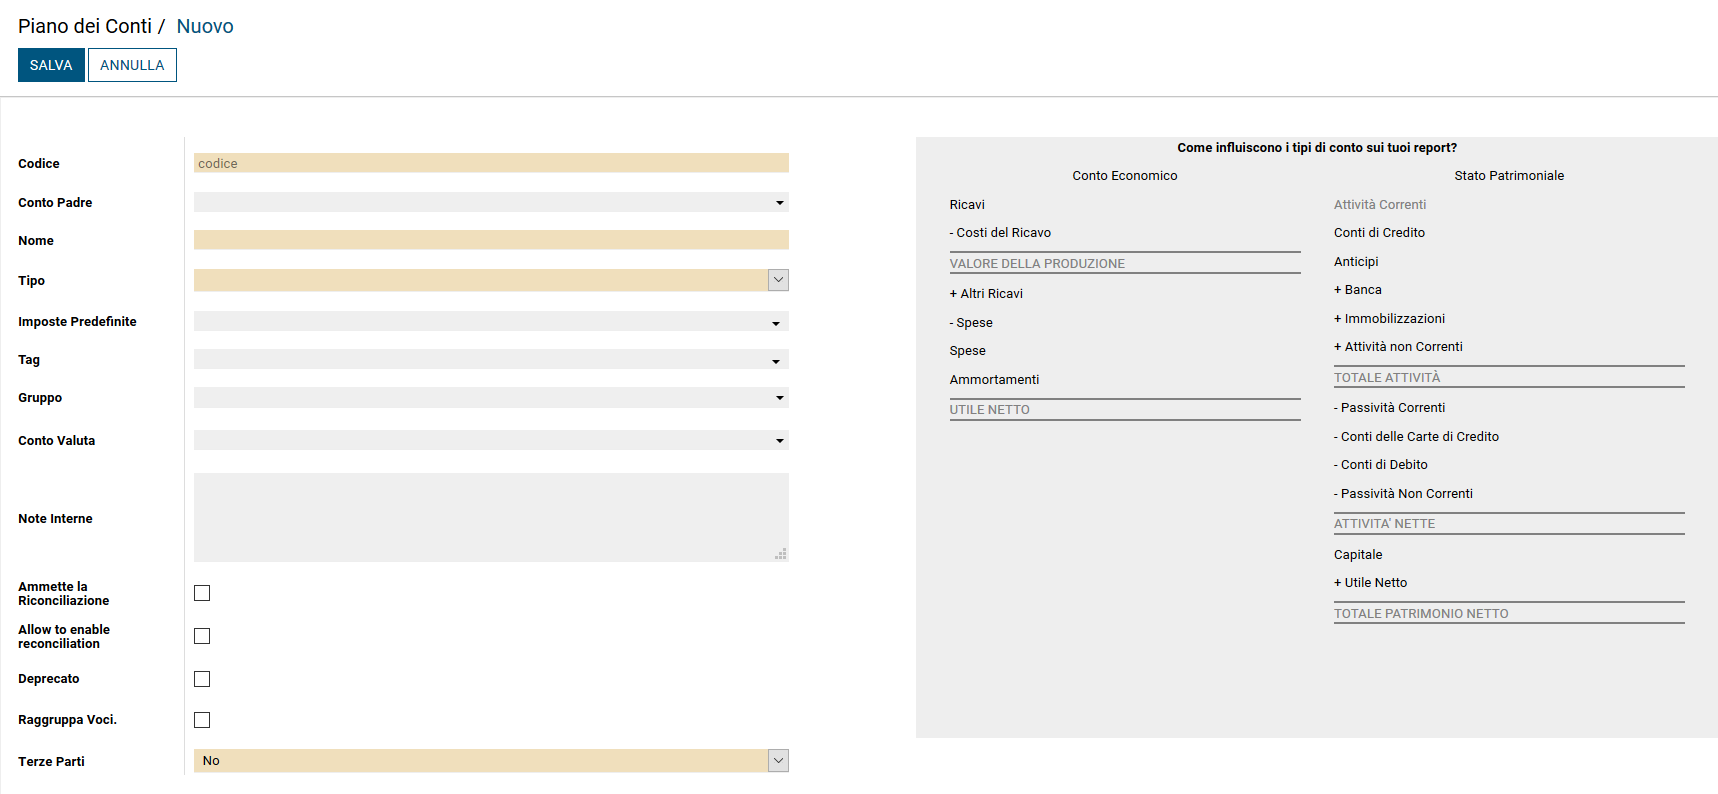 Piano dei Conti / Nuovo
SALVA ANNULLA
Codice codice
Conto Padre
Nome
Tipo
Imposte Predefinite
Tag
Gruppo
Conto Valuta
Note Interne
Ammette la
Riconciliazione
Allow to enable
reconciliation
Deprecato
Raggruppa Voci.
Terze Parti No
Come influiscono i tipi di conto sui tuoi report?
Conto Economico
Ricavi
- Costi del Ricavo
VALORE DELLA PRODUZIONE
+ Altri Ricavi
- Spese
Spese
Ammortamenti
UTILE NETTO
Stato Patrimoniale
Attività Correnti
Conti di Credito
Anticipi
+ Banca
+ Immobilizzazioni
+ Attività non Correnti
TOTALE ATTIVITÀ
- Passività Correnti
- Conti delle Carte di Credito
- Conti di Debito
- Passività Non Correnti
ATTIVITA' NETTE
Capitale
+ Utile Netto
TOTALE PATRIMONIO NETTO